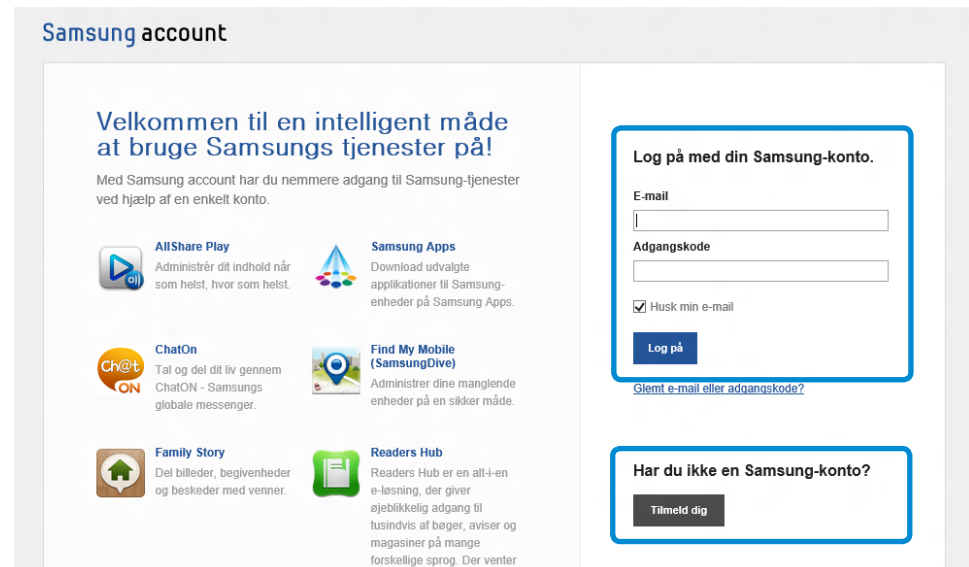 Samsung account
Velkommen til en intelligent måde
at bruge Samsungs tjenester på!
Med Samsung account har du nemmere adgang til Samsung-tjenester
ved hjælp af en enkelt konto.
AllShare Play
Administrér dit indhold når
som helst, hvor som helst.
Samsung Apps
Download udvalgte
applikationer til Samsung-
enheder på Samsung Apps.
Ch@t
ON
ChatOn
Tal og del dit liv gennem
ChatON - Samsungs
globale messenger.
Find My Mobile
(SamsungDive)
Administrer dine manglende
enheder på en sikker måde.
Family Story
Del billeder, begivenheder
og beskeder med venner.
Readers Hub
Readers Hub er en alt-i-en
e-løsning, der giver
øjeblikkelig adgang til
tusindvis af bøger, aviser og
magasiner på mange
forskellige sprog. Der venter
Log på med din Samsung-konto.
E-mail
Adgangskode
Husk min e-mail
Log på
Glemt e-mail eller adgangskode?
Har du ikke en Samsung-konto?
Tilmeld dig